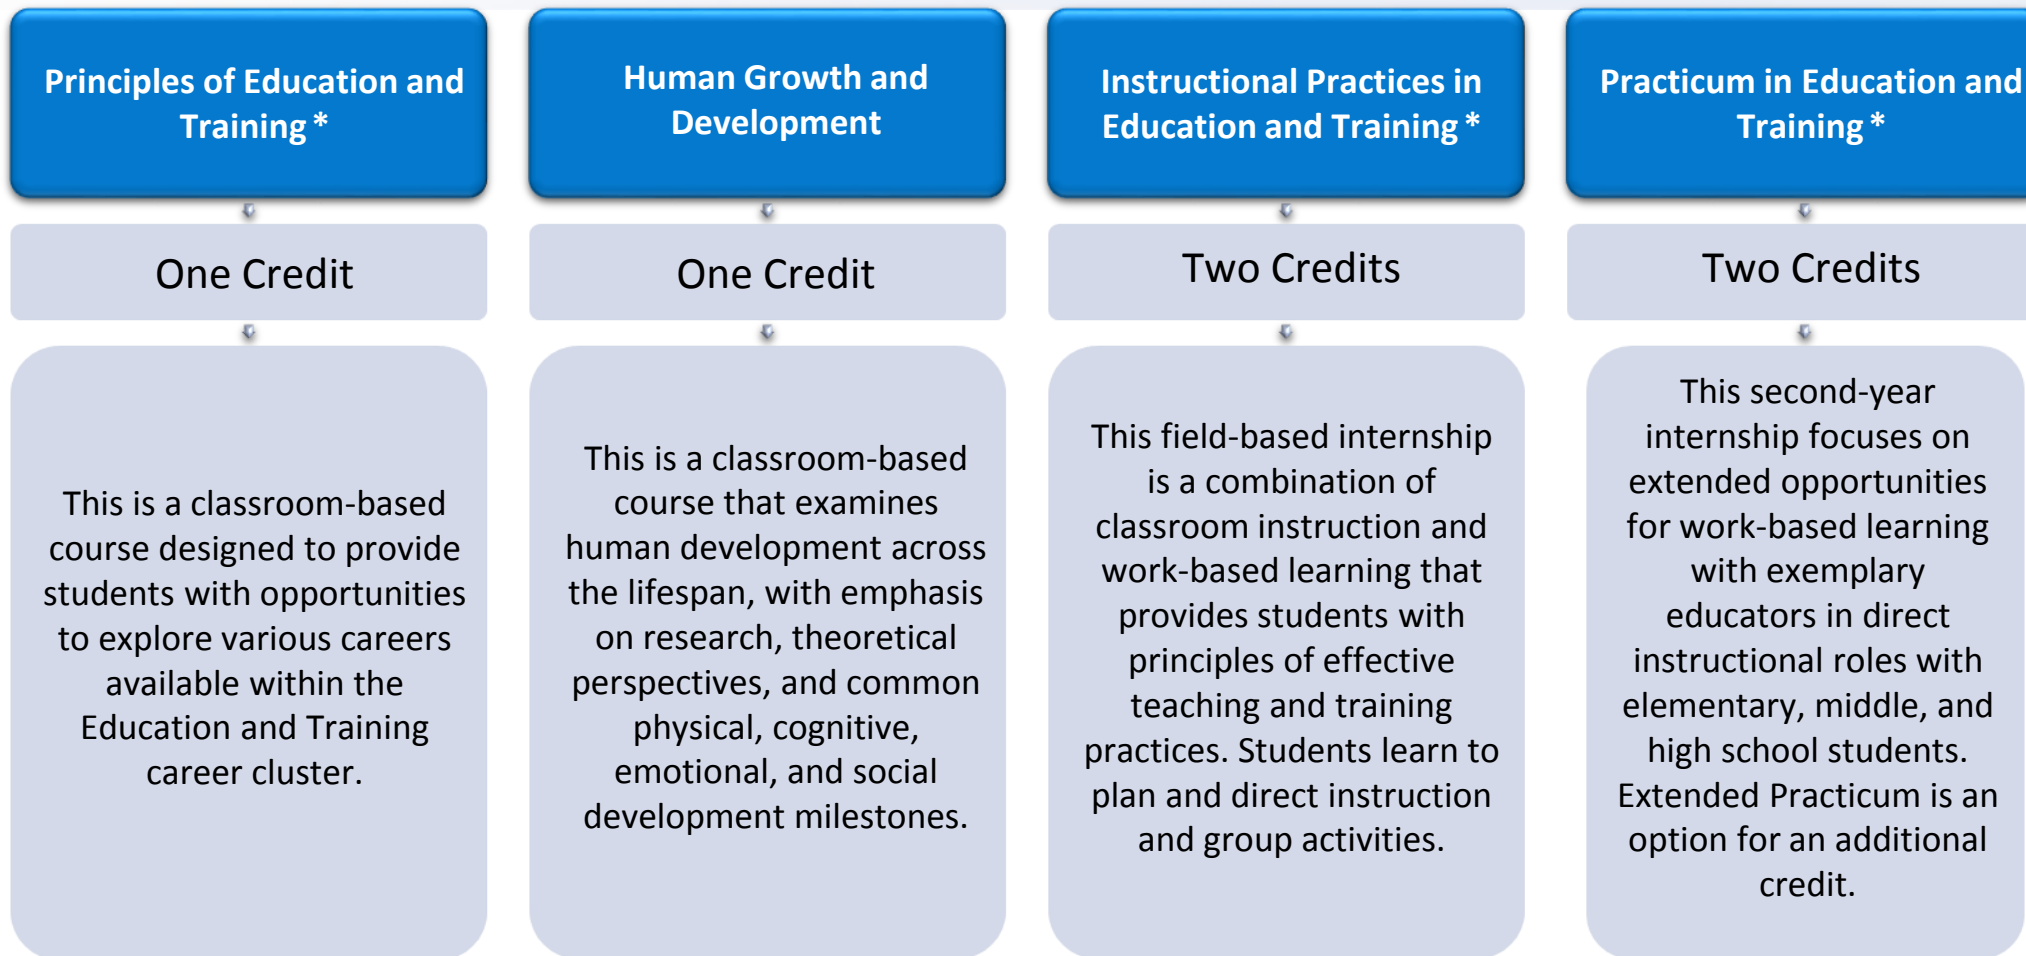 Principles of Education and
Training *
One Credit
This is a classroom-based
course designed to provide
students with opportunities
to explore various careers
available within the
Education and Training
career cluster.
Human Growth and
Development
One Credit
This is a classroom-based
course that examines
human development across
the lifespan, with emphasis
on research, theoretical
perspectives, and common
physical, cognitive,
emotional, and social
development milestones.
Instructional Practices in
Education and Training *
Two Credits
This field-based internship
is a combination of
classroom instruction and
work-based learning that
provides students with
principles of effective
teaching and training
practices. Students learn to
plan and direct instruction
and group activities.
Practicum in Education and
Training *
Two Credits
This second-year
internship focuses on
extended opportunities
for work-based learning
with exemplary
educators in direct
instructional roles with
elementary, middle, and
high school students.
Extended Practicum is an
option for an additional
credit.